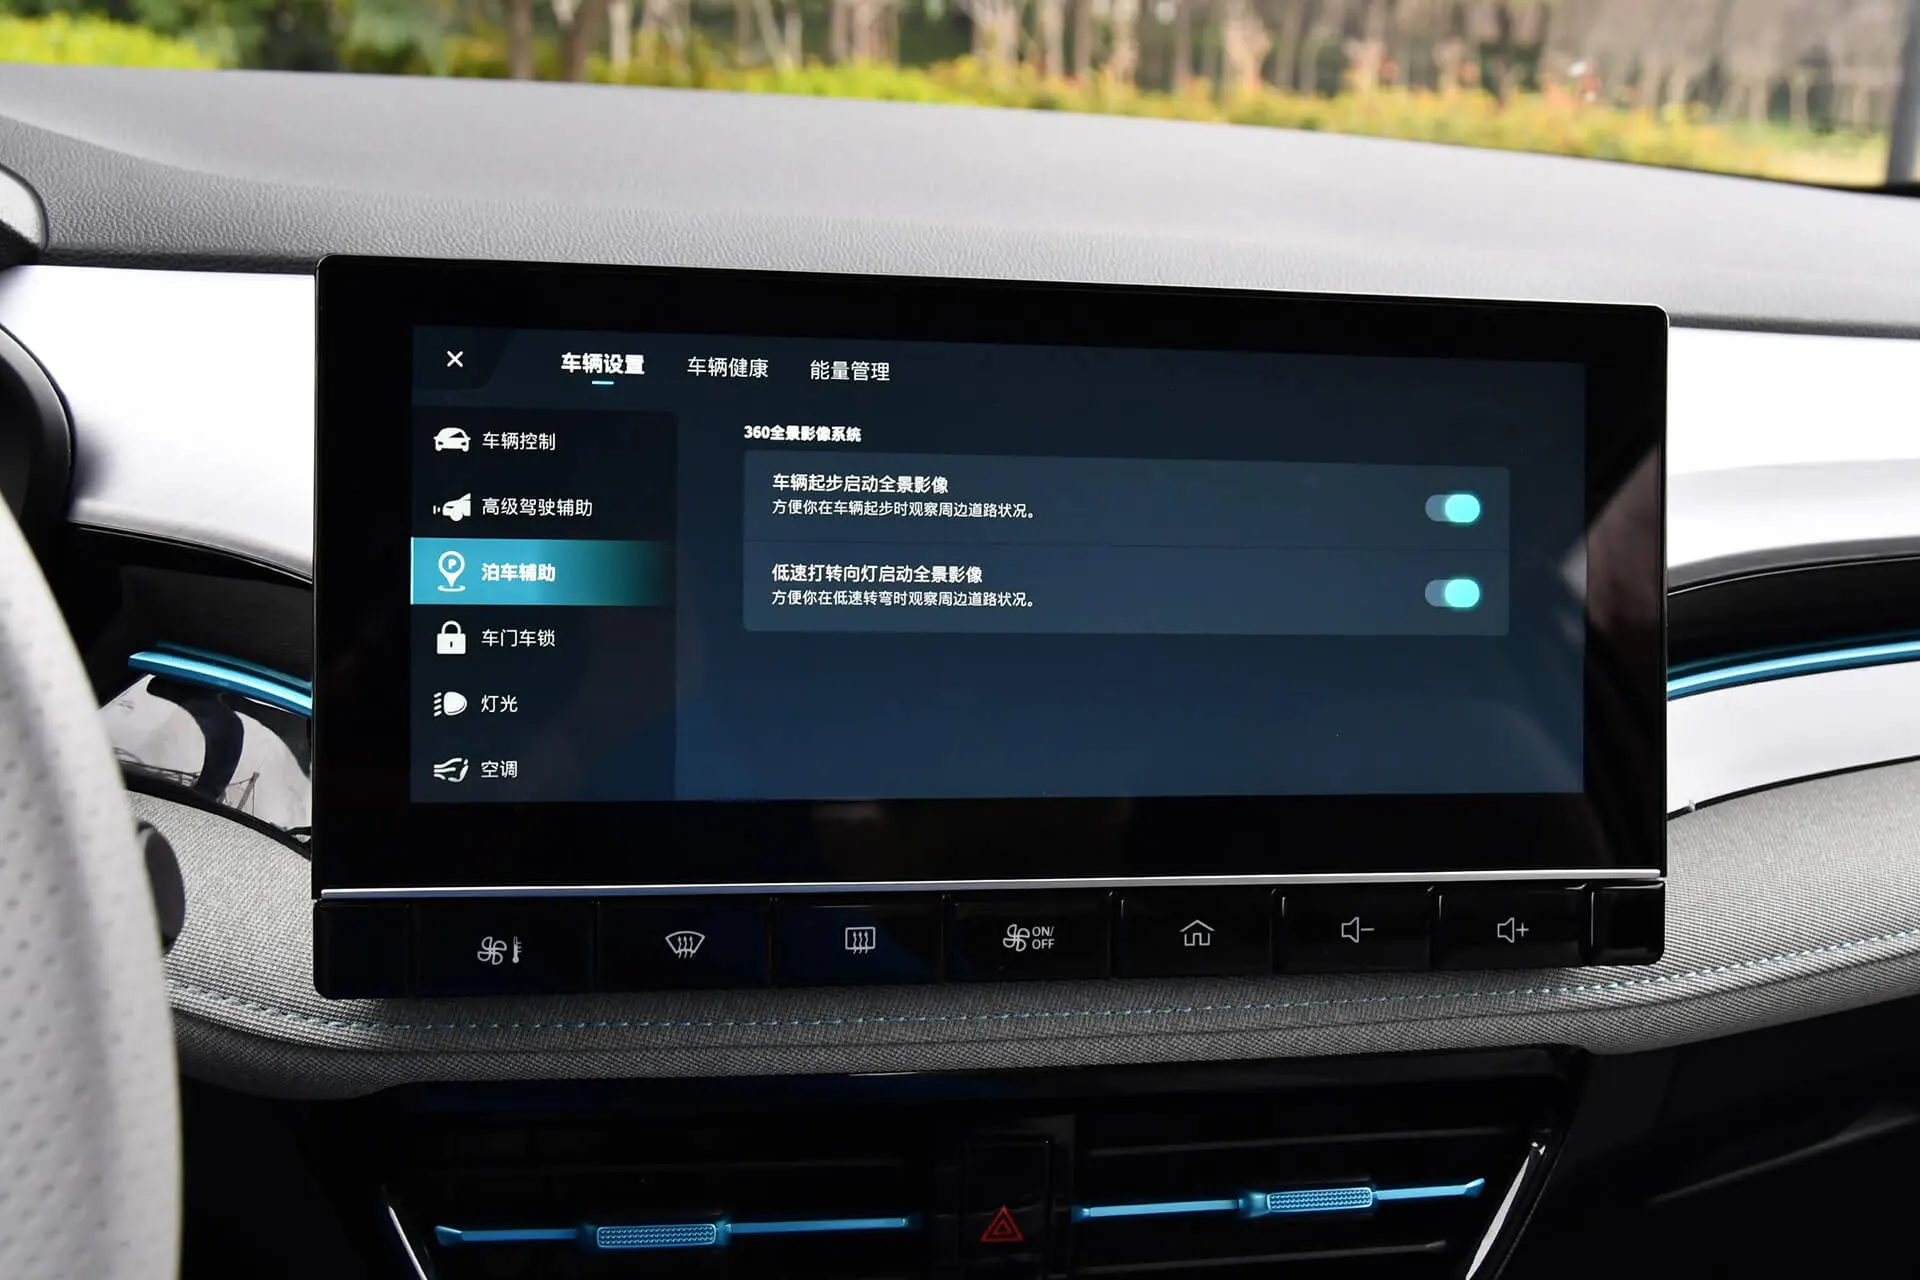 车辆设置 车辆健康 能量管理
车辆控制
高级驾驶辅助
泊车辅助
车门车锁
灯光
空调
360全景影像系统
车辆起步启动全景影像
方便你在车辆起步时观察周边道路状况。
低速打转向灯启动全景影像
方便你在低速转弯时观察周边道路状况。
ON/
OFF